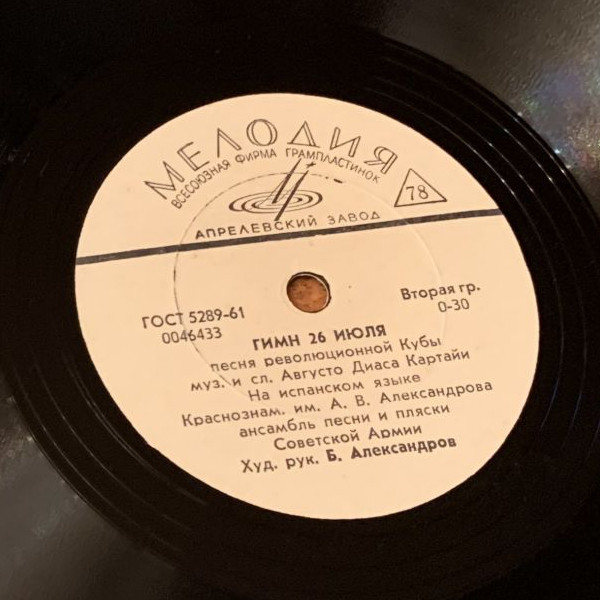 МЕЛОДИЯ
ВСЕСОЮЗНАЯ ФИРМА ГРАМПЛАСТИНОК
78
АПРЕЛЕВСКИЙ ЗАВОД
ГОСТ 5289-61
0046433
Вторая гр.
0-30
ГИМН 26 ИЮЛЯ
песня революционной Кубы
муз. и сл. Августо Диаса Картайи
На испанском языке
Краснознам. им. А. В. Александрова
ансамбль песни и пляски
Советской Армии
Худ. рук. Б. Александров